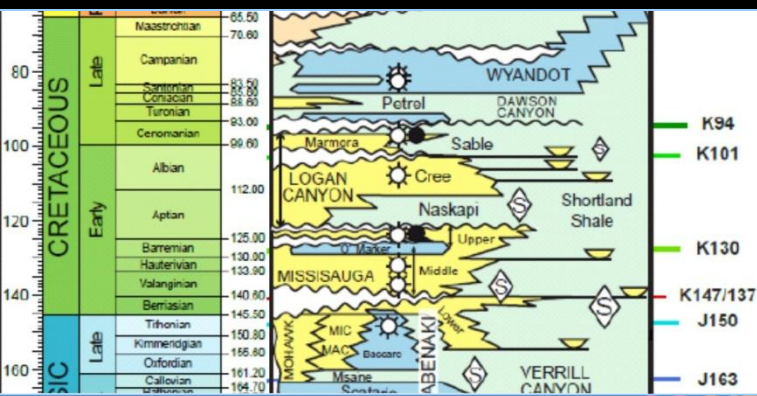 65.50
Maastrichtian
70.60
Campanian
80
83.50
Santonian
Coniacian
88.60
Turonian
93.00
Cenomanian
99.60
100
Late
CRETACEOUS
Early
Albian
112.00
Aptian
120
125.00
Barremian
130.00
Hauterivian
133.90
Valanginian
140
140.60
Berriasian
145.50
Tithonian
150.80
Kimmeridgian
155.60
Oxfordian
160
161.20
Callovian
164.70
SIC
Late
WYANDOT
Petrel
DAWSON
CANYON
Marmora
Sable
LOGAN
CANYON
Cree
Naskapi
Shortland
Shale
S
S
Upper
O Marker
MISSISAUGA
Middle
S
S
Lower
MOHAWK
MIC
MAC
Baccaro
ABENAKI
Misane
Scatarie
S
S
VERRILL
CANYON
K94
K101
K130
K147/137
J150
J163